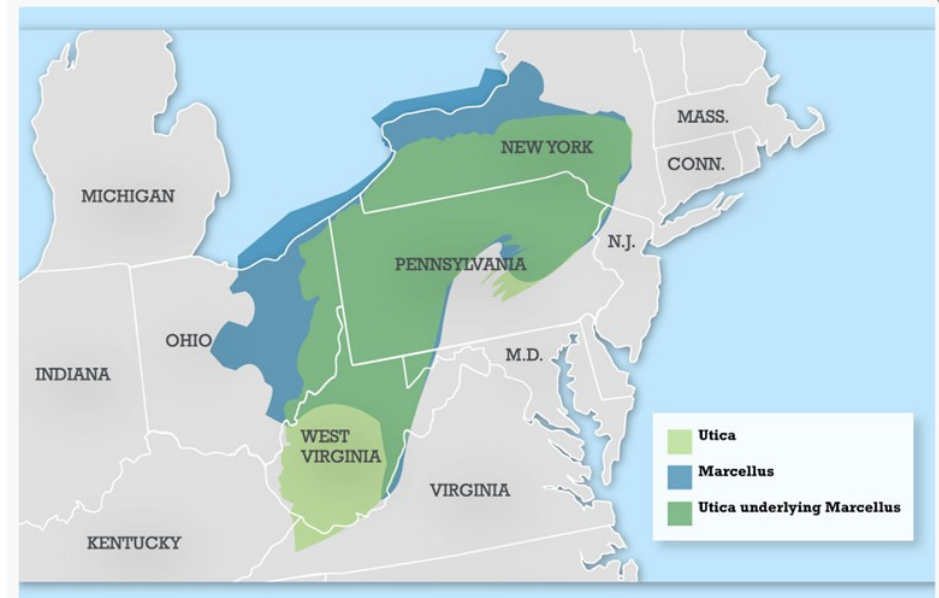 MASS.
NEW YORK
CONN.
MICHIGAN
N.J.
PENNSYLVANIA
OHIO
M.D.
INDIANA
WEST
VIRGINIA
VIRGINIA
KENTUCKY
Utica
Marcellus
Utica underlying Marcellus